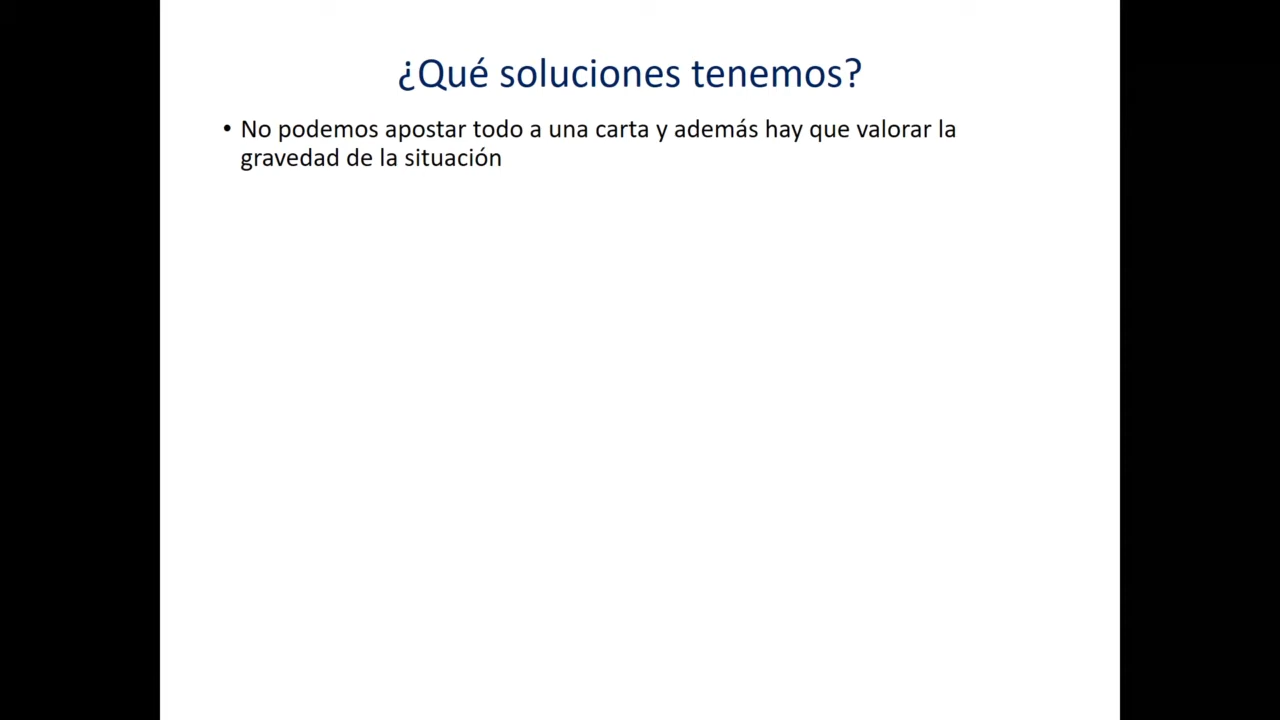 ¿Qué soluciones tenemos?
• No podemos apostar todo a una carta y además hay que valorar la
gravedad de la situación